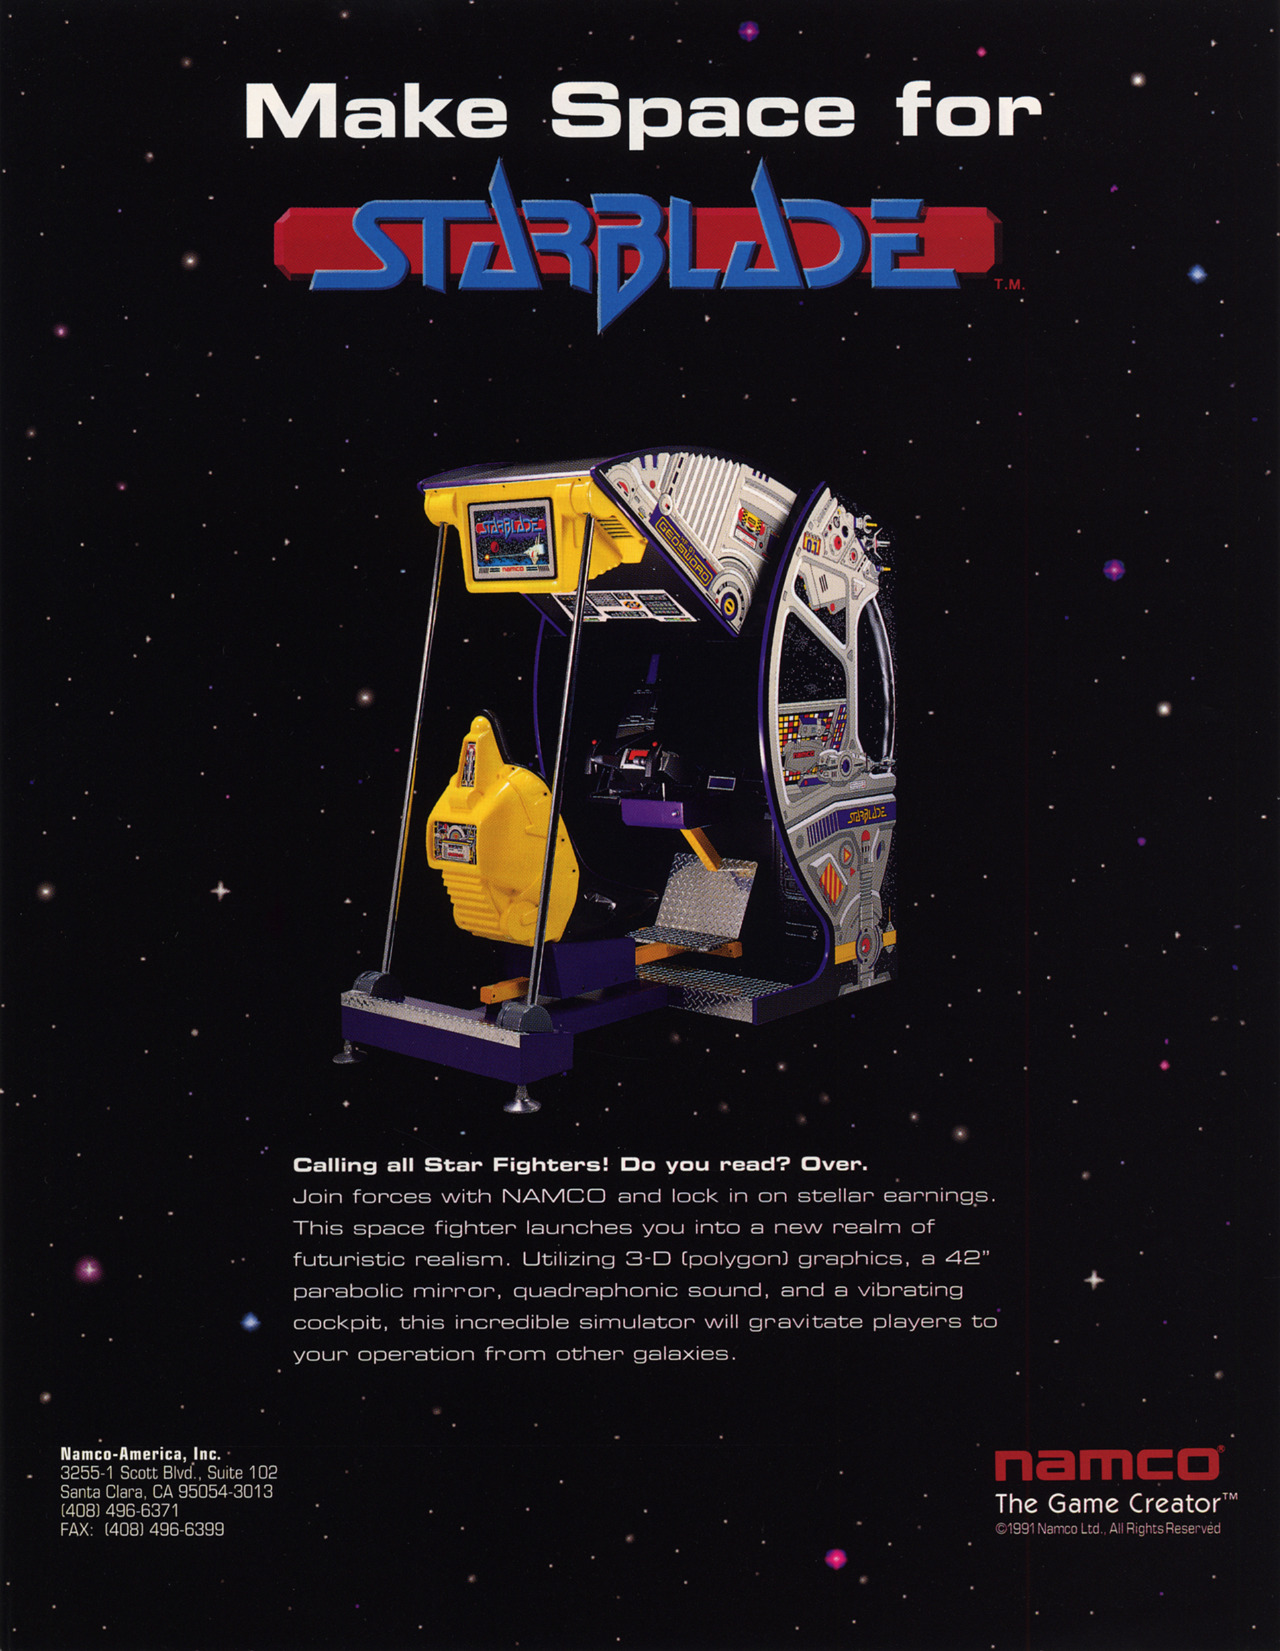 Make Space for
STARBLADE
T.M.
STARBLADE
namco
GEOSWORD
STARBLADE
Calling all Star Fighters! Do you read? Over.
Join forces with NAMCO and lock in on stellar earnings.
This space fighter launches you into a new realm of
futuristic realism. Utilizing 3-D (polygon) graphics, a 42"
parabolic mirror, quadraphonic sound, and a vibrating
cockpit, this incredible simulator will gravitate players to
your operation from other galaxies.
Namco-America, Inc.
3255-1 Scott Blvd., Suite 102
Santa Clara, CA 95054-3013
(408) 496-6371
FAX: (408) 496-6399
namco®
The Game Creator™
©1991 Namco Ltd., All Rights Reserved